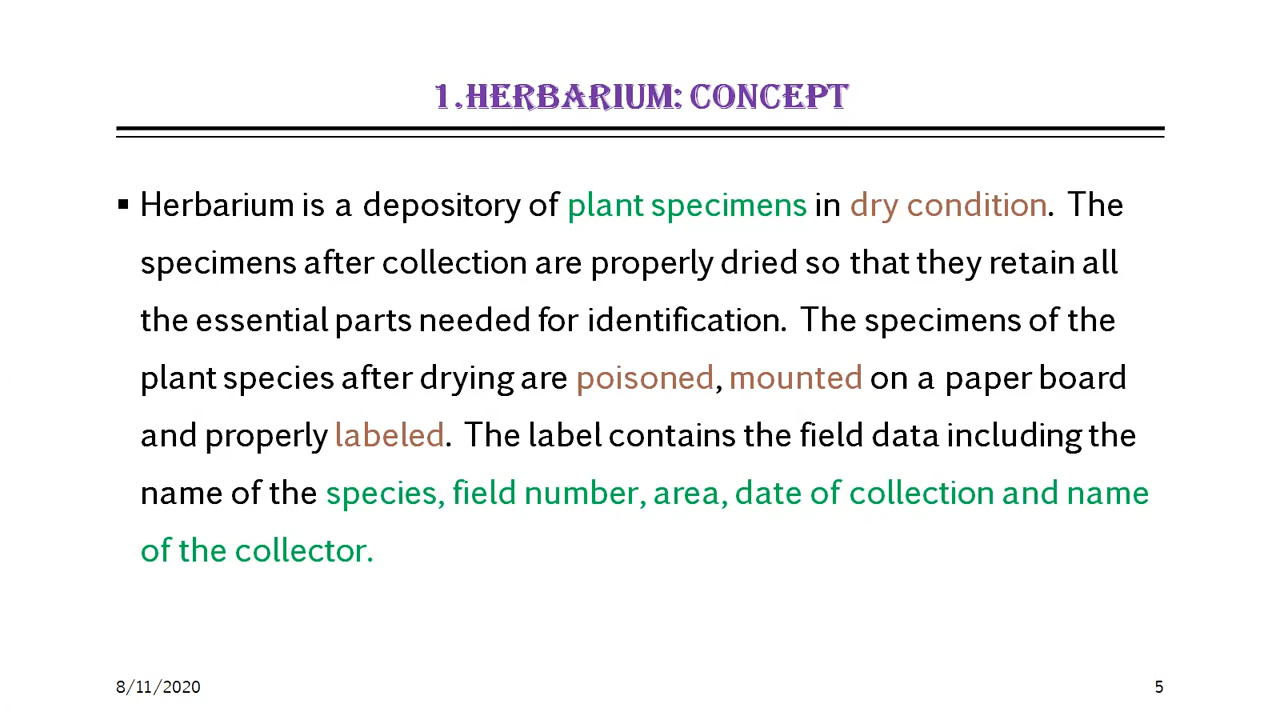 1.HERBARIUM: CONCEPT
▪ Herbarium is a depository of plant specimens in dry condition. The
specimens after collection are properly dried so that they retain all
the essential parts needed for identification. The specimens of the
plant species after drying are poisoned, mounted on a paper board
and properly labeled. The label contains the field data including the
name of the species, field number, area, date of collection and name
of the collector.
8/11/2020
5